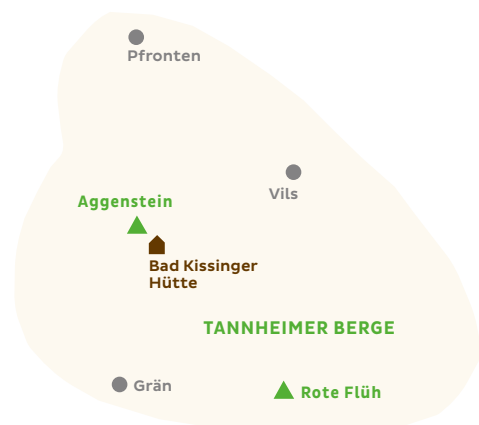 Pfronten
Vils
Aggenstein
Bad Kissinger
Hütte
TANNHEIMER BERGE
Grän
Rote Flüh